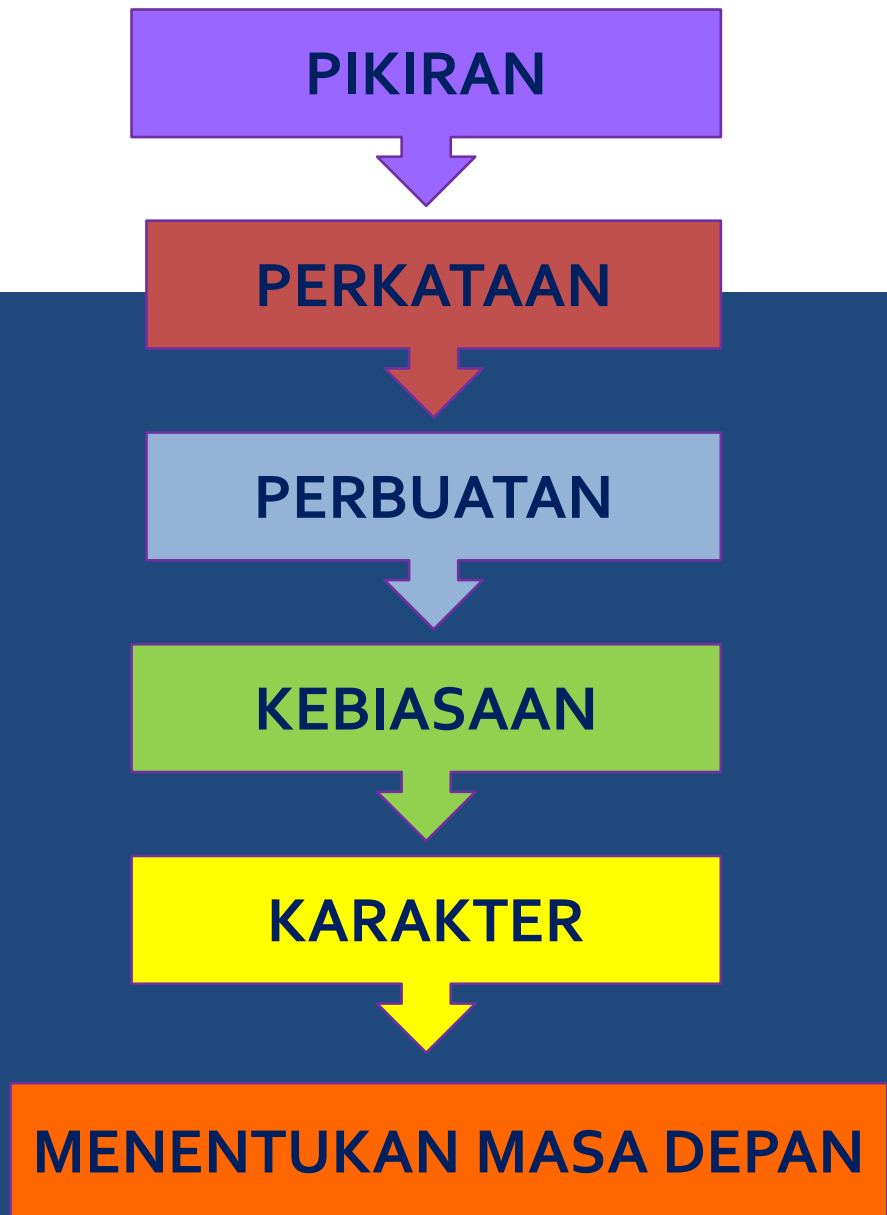 PIKIRAN
PERKATAAN
PERBUATAN
KEBIASAAN
KARAKTER
MENENTUKAN MASA DEPAN